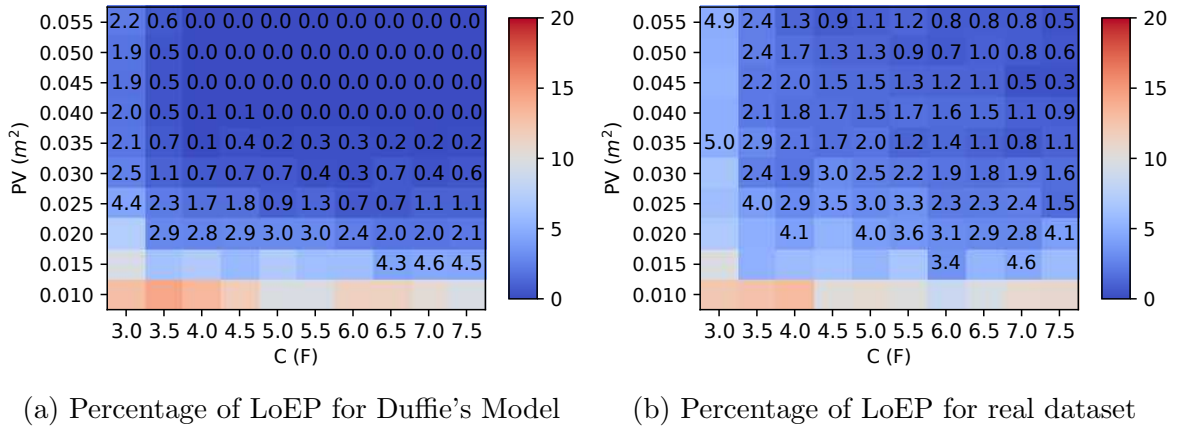 0.055 2.2 0.6 0.0 0.0 0.0 0.0 0.0 0.0 0.0 0.0
0.050 1.9 0.5 0.0 0.0 0.0 0.0 0.0 0.0 0.0 0.0
0.045 1.9 0.5 0.0 0.0 0.0 0.0 0.0 0.0 0.0 0.0
0.040 2.0 0.5 0.1 0.1 0.0 0.0 0.0 0.0 0.0 0.0
0.035 2.1 0.7 0.1 0.4 0.2 0.3 0.3 0.2 0.2 0.2
0.030 2.5 1.1 0.7 0.7 0.7 0.4 0.3 0.7 0.4 0.6
0.025 4.4 2.3 1.7 1.8 0.9 1.3 0.7 0.7 1.1 1.1
0.020 2.9 2.8 2.9 3.0 3.0 2.4 2.0 2.0 2.1
0.015 4.3 4.6 4.5
0.010
PV (m²)
3.0 3.5 4.0 4.5 5.0 5.5 6.0 6.5 7.0 7.5
C (F)
20
15
10
5
0
(a) Percentage of LoEP for Duffie's Model
0.055 4.9 2.4 1.3 0.9 1.1 1.2 0.8 0.8 0.8 0.5
0.050 2.4 1.7 1.3 1.3 0.9 0.7 1.0 0.8 0.6
0.045 2.2 2.0 1.5 1.5 1.3 1.2 1.1 0.5 0.3
0.040 2.1 1.8 1.7 1.5 1.7 1.6 1.5 1.1 0.9
0.035 5.0 2.9 2.1 1.7 2.0 1.2 1.4 1.1 0.8 1.1
0.030 2.4 1.9 3.0 2.5 2.2 1.9 1.8 1.9 1.6
0.025 4.0 2.9 3.5 3.0 3.3 2.3 2.3 2.4 1.5
0.020 4.1 4.0 3.6 3.1 2.9 2.8 4.1
0.015 3.4 4.6
0.010
PV (m²)
3.0 3.5 4.0 4.5 5.0 5.5 6.0 6.5 7.0 7.5
C (F)
20
15
10
5
0
(b) Percentage of LoEP for real dataset